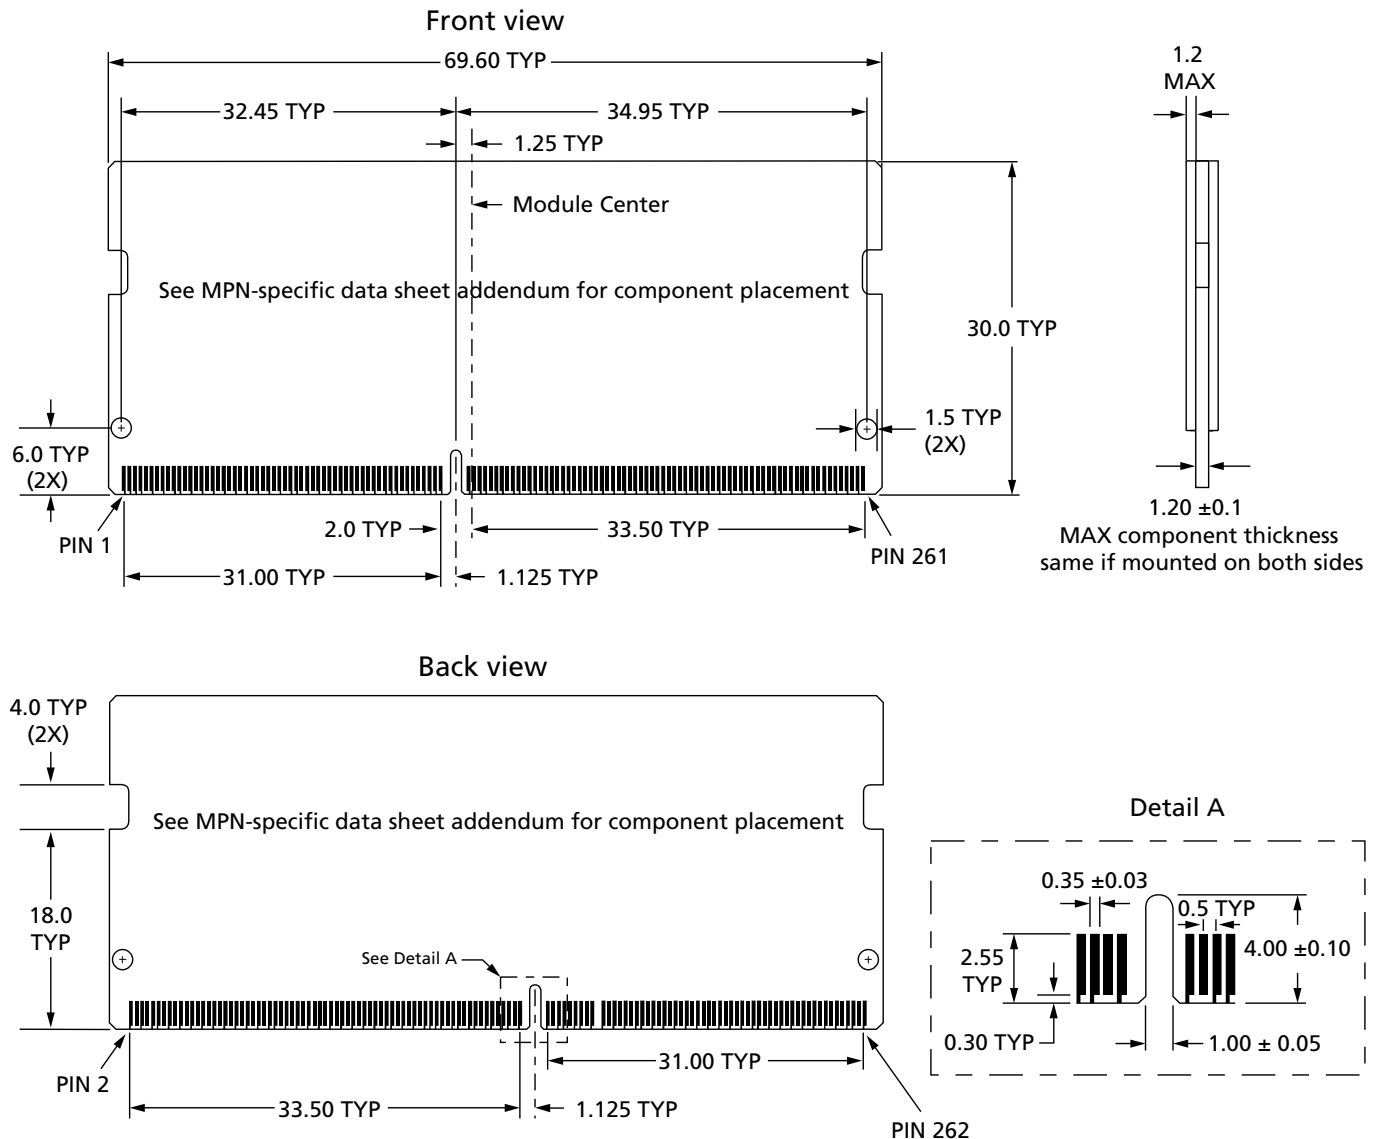 Front view
69.60 TYP
32.45 TYP
34.95 TYP
1.25 TYP
Module Center
See MPN-specific data sheet addendum for component placement
30.0 TYP
6.0 TYP
(2X)
1.5 TYP
(2X)
PIN 1
2.0 TYP
33.50 TYP
PIN 261
31.00 TYP
1.125 TYP
1.2
MAX
1.20 ±0.1
MAX component thickness
same if mounted on both sides
Back view
4.0 TYP
(2X)
See MPN-specific data sheet addendum for component placement
18.0
TYP
See Detail A
PIN 2
31.00 TYP
33.50 TYP
1.125 TYP
PIN 262
Detail A
0.35 ±0.03
0.5 TYP
2.55
TYP
4.00 ±0.10
0.30 TYP
1.00 ± 0.05